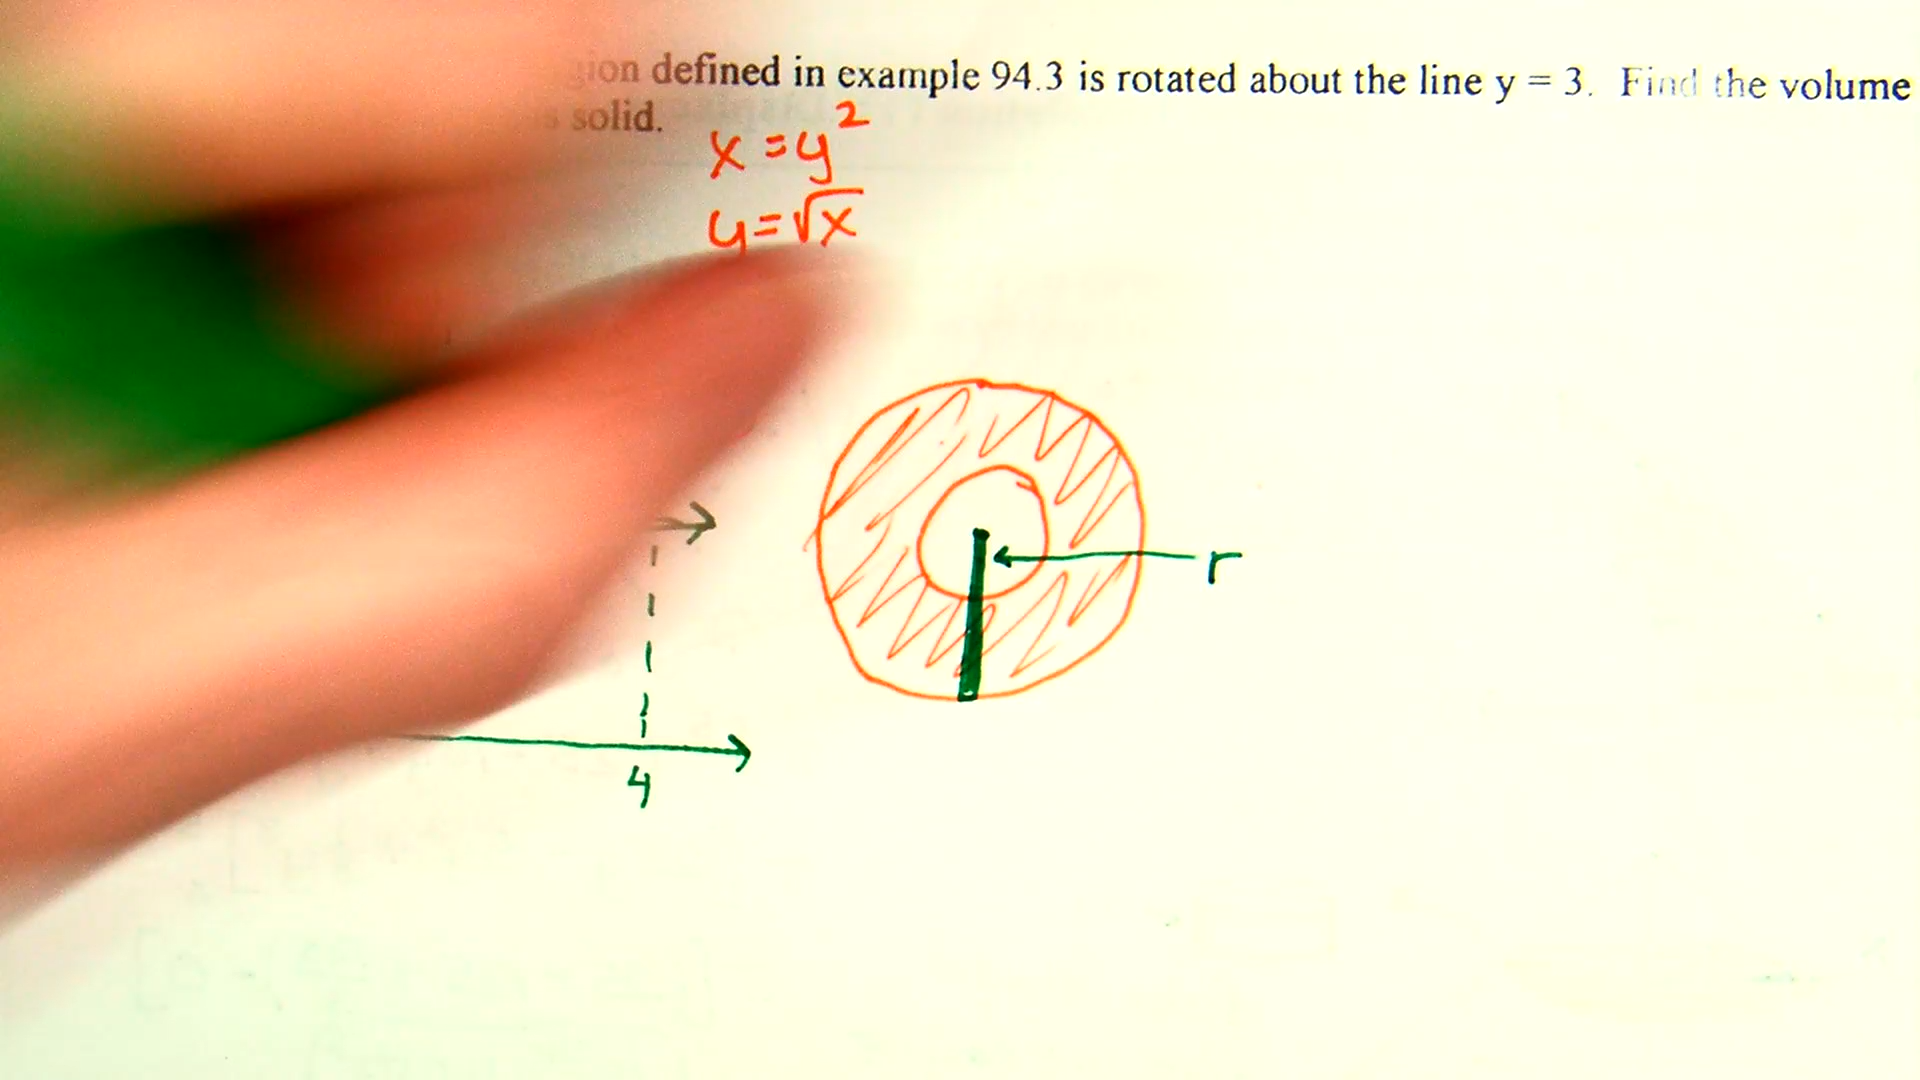 defined in example 94.3 is rotated about the line y = 3. Find the volume
solid.
x = y²
y = √x
r
4